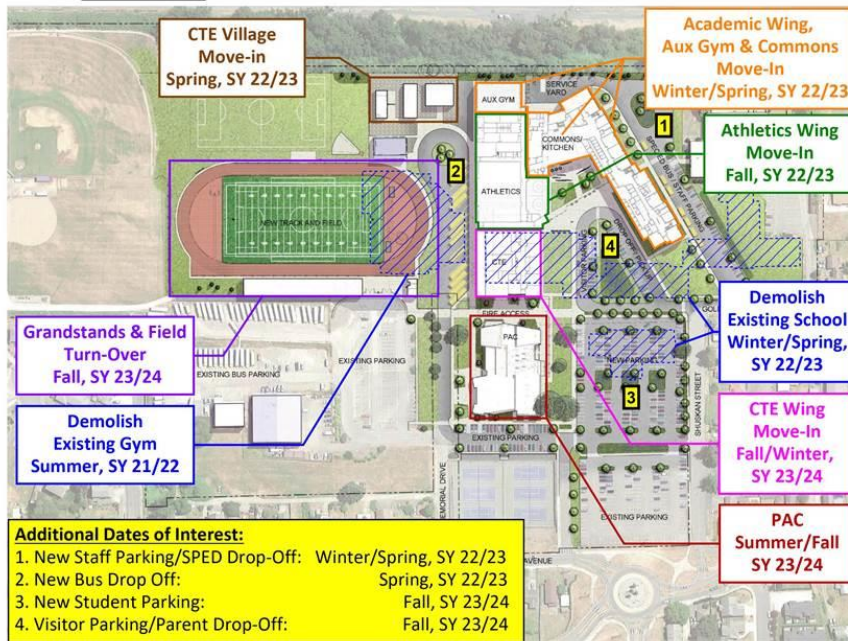 CTE Village
Move-in
Spring, SY 22/23
Academic Wing,
Aux Gym & Commons
Move-In
Winter/Spring, SY 22/23
AUX GYM
SERVICE
YARD
1
COMMONS/
KITCHEN
SPECED BUS / STAFF PARKING
Athletics Wing
Move-In
Fall, SY 22/23
2
ATHLETICS
NEW TRACK AND FIELD
4
CTE
VISITOR PARKING
Grandstands & Field
Turn-Over
Fall, SY 23/24
FIRE ACCESS
PAC
Demolish
Existing School
Winter/Spring,
SY 22/23
EXISTING PARKING
EXISTING BUS PARKING
NEW PARKING
3
SHUSKAN STREET
Demolish
Existing Gym
Summer, SY 21/22
CTE Wing
Move-In
Fall/Winter,
SY 23/24
EXISTING PARKING
EXISTING PARKING
PAC
Summer/Fall
SY 23/24
AVENUE
Additional Dates of Interest:
1. New Staff Parking/SPED Drop-Off: Winter/Spring, SY 22/23
2. New Bus Drop Off: Spring, SY 22/23
3. New Student Parking: Fall, SY 23/24
4. Visitor Parking/Parent Drop-Off: Fall, SY 23/24